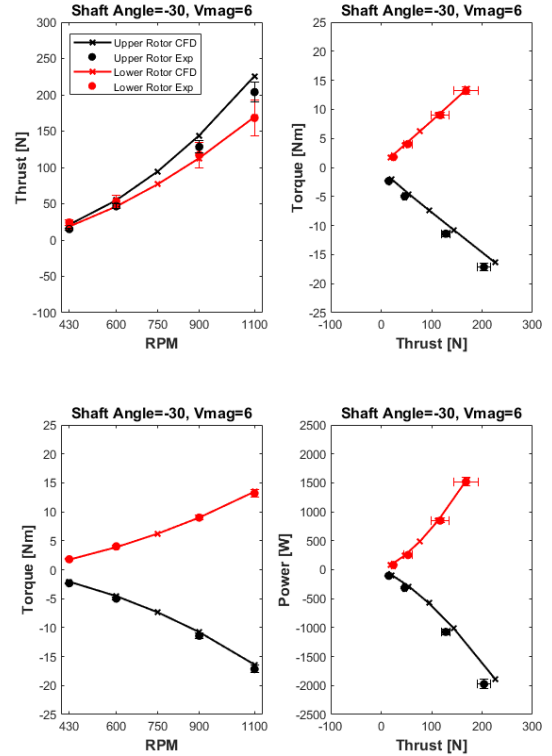 Shaft Angle=-30, Vmag=6
Thrust [N]
300
250
200
150
100
50
0
-50
-100
Upper Rotor CFD
Upper Rotor Exp
Lower Rotor CFD
Lower Rotor Exp
430 600 750 900 1100
RPM
Shaft Angle=-30, Vmag=6
Torque [Nm]
25
20
15
10
5
0
-5
-10
-15
-20
-25
-100 0 100 200 300
Thrust [N]
Shaft Angle=-30, Vmag=6
Torque [Nm]
25
20
15
10
5
0
-5
-10
-15
-20
-25
430 600 750 900 1100
RPM
Shaft Angle=-30, Vmag=6
Power [W]
2500
2000
1500
1000
500
0
-500
-1000
-1500
-2000
-2500
-100 0 100 200 300
Thrust [N]